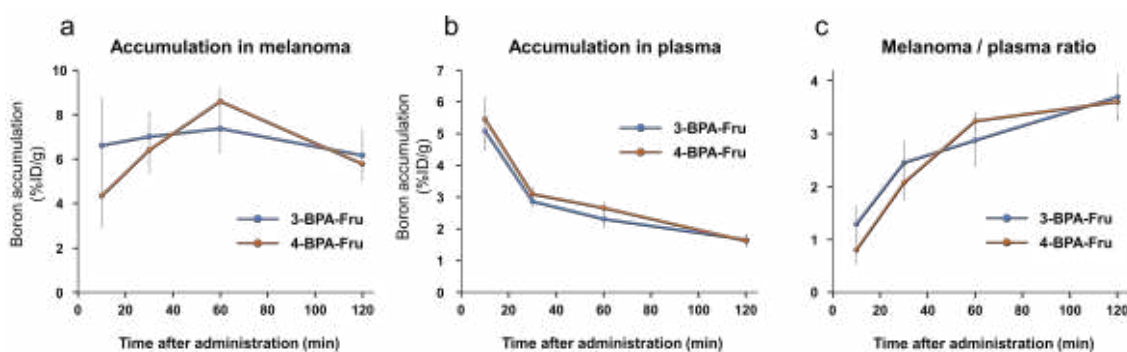 a
Accumulation in melanoma
Boron accumulation
(%ID/g)
10
8
6
4
2
0
3-BPA-Fru
4-BPA-Fru
0 20 40 60 80 100 120
Time after administration (min)
b
Accumulation in plasma
Boron accumulation
(%ID/g)
7
6
5
4
3
2
1
0
3-BPA-Fru
4-BPA-Fru
0 20 40 60 80 100 120
Time after administration (min)
c
Melanoma / plasma ratio
4
3
2
1
0
3-BPA-Fru
4-BPA-Fru
0 20 40 60 80 100 120
Time after administration (min)